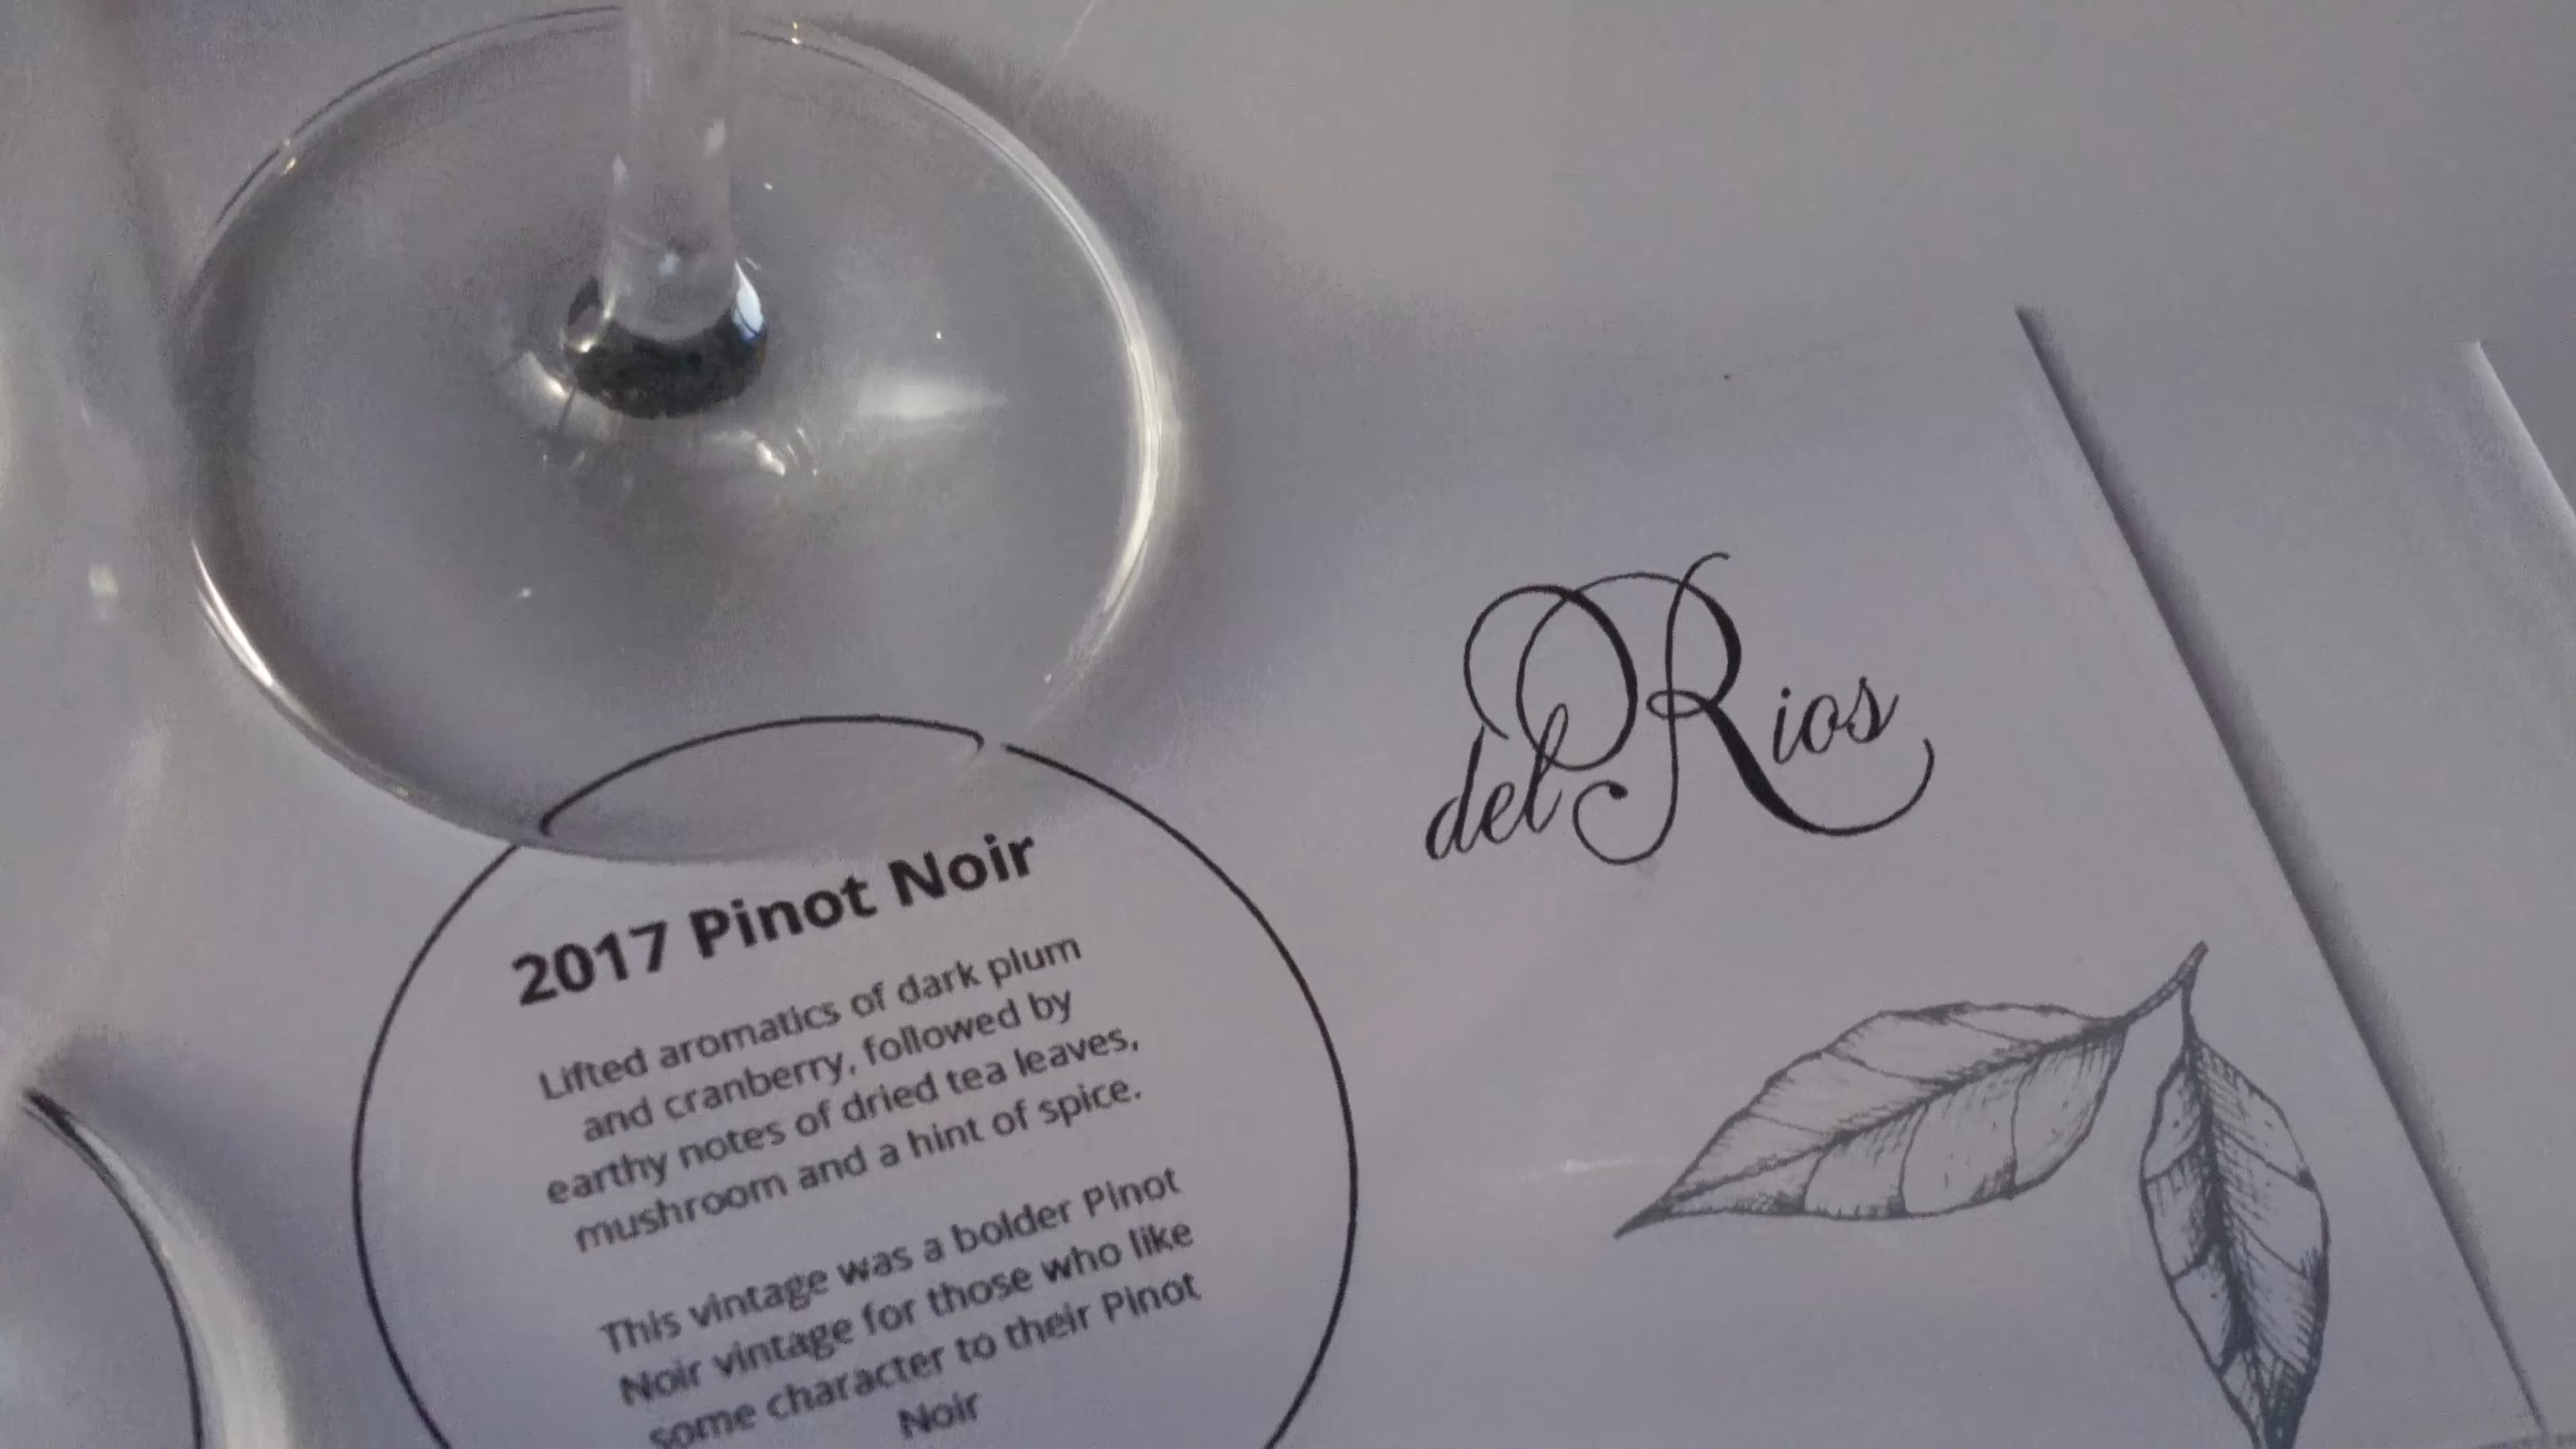 del Rios
2017 Pinot Noir
Lifted aromatics of dark plum
and cranberry, followed by
earthy notes of dried tea leaves,
mushroom and a hint of spice.
This vintage was a bolder Pinot
Noir vintage for those who like
some character to their Pinot
Noir